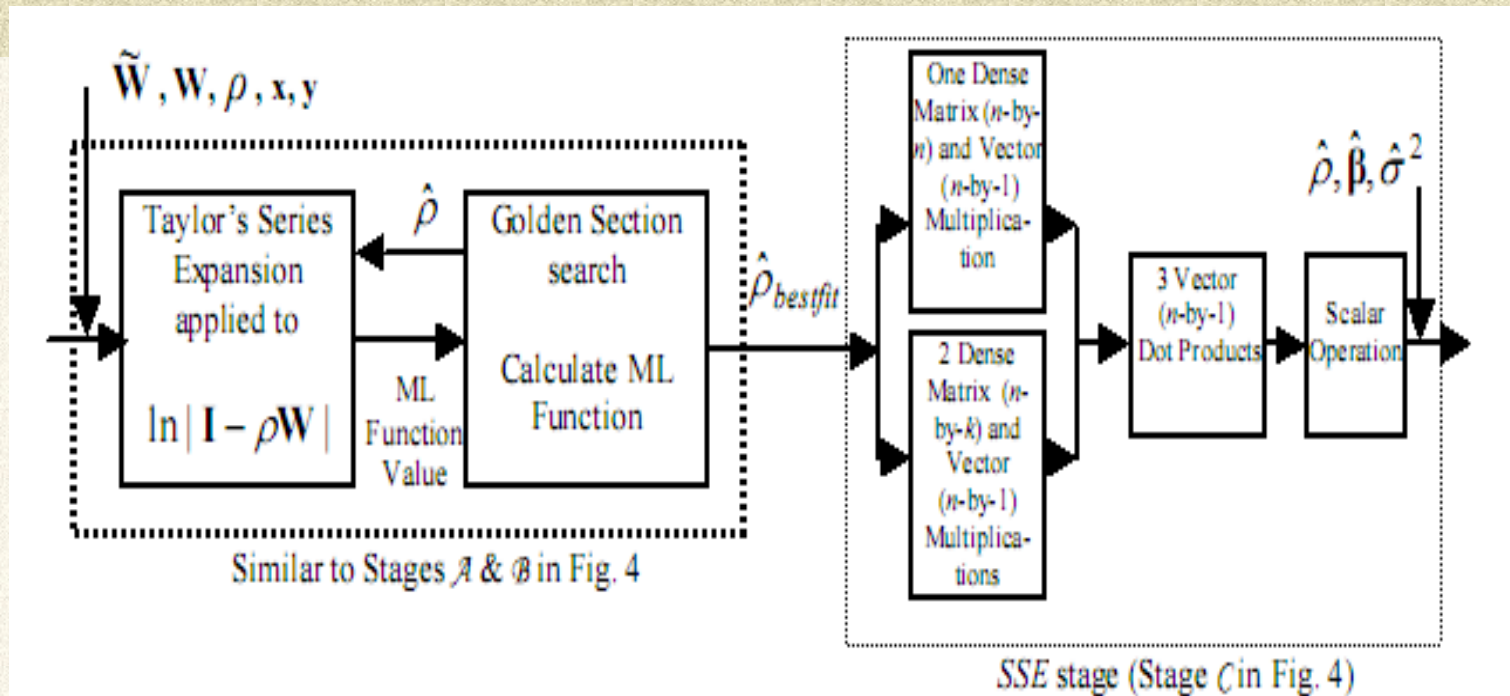 W̃ , W, ρ , x, y
Taylor's Series
Expansion
applied to
ln | I − ρW |
ρ̂
ML
Function
Value
Golden Section
search
Calculate ML
Function
Similar to Stages A & B in Fig. 4
ρ̂bestfit
One Dense
Matrix (n-by-
n) and Vector
(n-by-1)
Multiplica-
tion
2 Dense
Matrix (n-
by-k) and
Vector
(n-by-1)
Multiplica-
tions
3 Vector
(n-by-1)
Dot Products
Scalar
Operation
ρ̂, β̂, σ̂ ²
SSE stage (Stage C in Fig. 4)